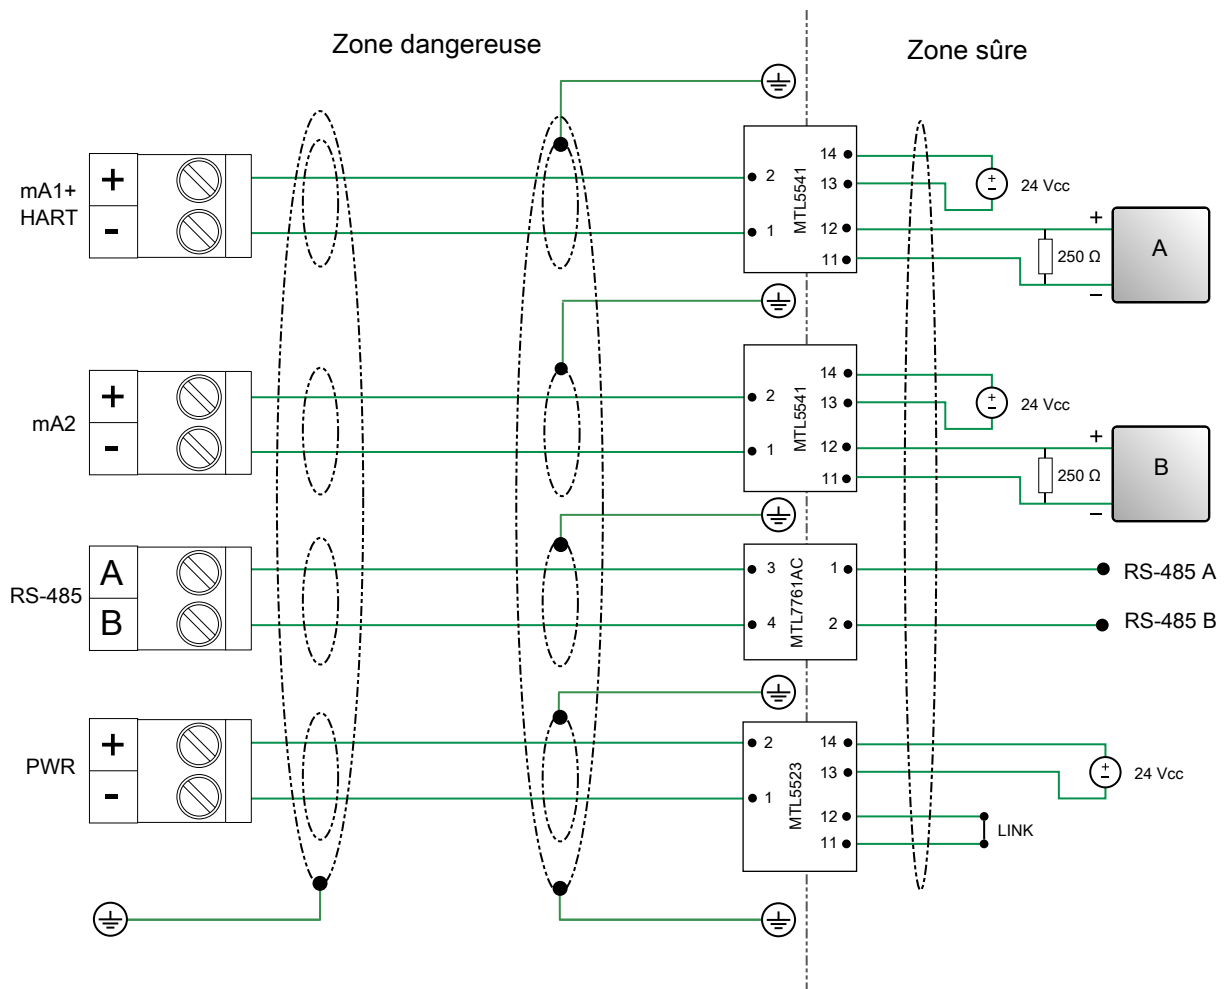 Zone dangereuse
Zone sûre
mA1+
HART
+
-
2
1
MTL5541
14
13
12
11
+
-
24 Vcc
250 Ω
+
–
A
mA2
+
-
2
1
MTL5541
14
13
12
11
+
-
24 Vcc
250 Ω
+
–
B
RS-485
A
B
3
4
MTL7761AC
1
2
RS-485 A
RS-485 B
PWR
+
-
2
1
MTL5523
14
13
12
11
+
-
24 Vcc
LINK